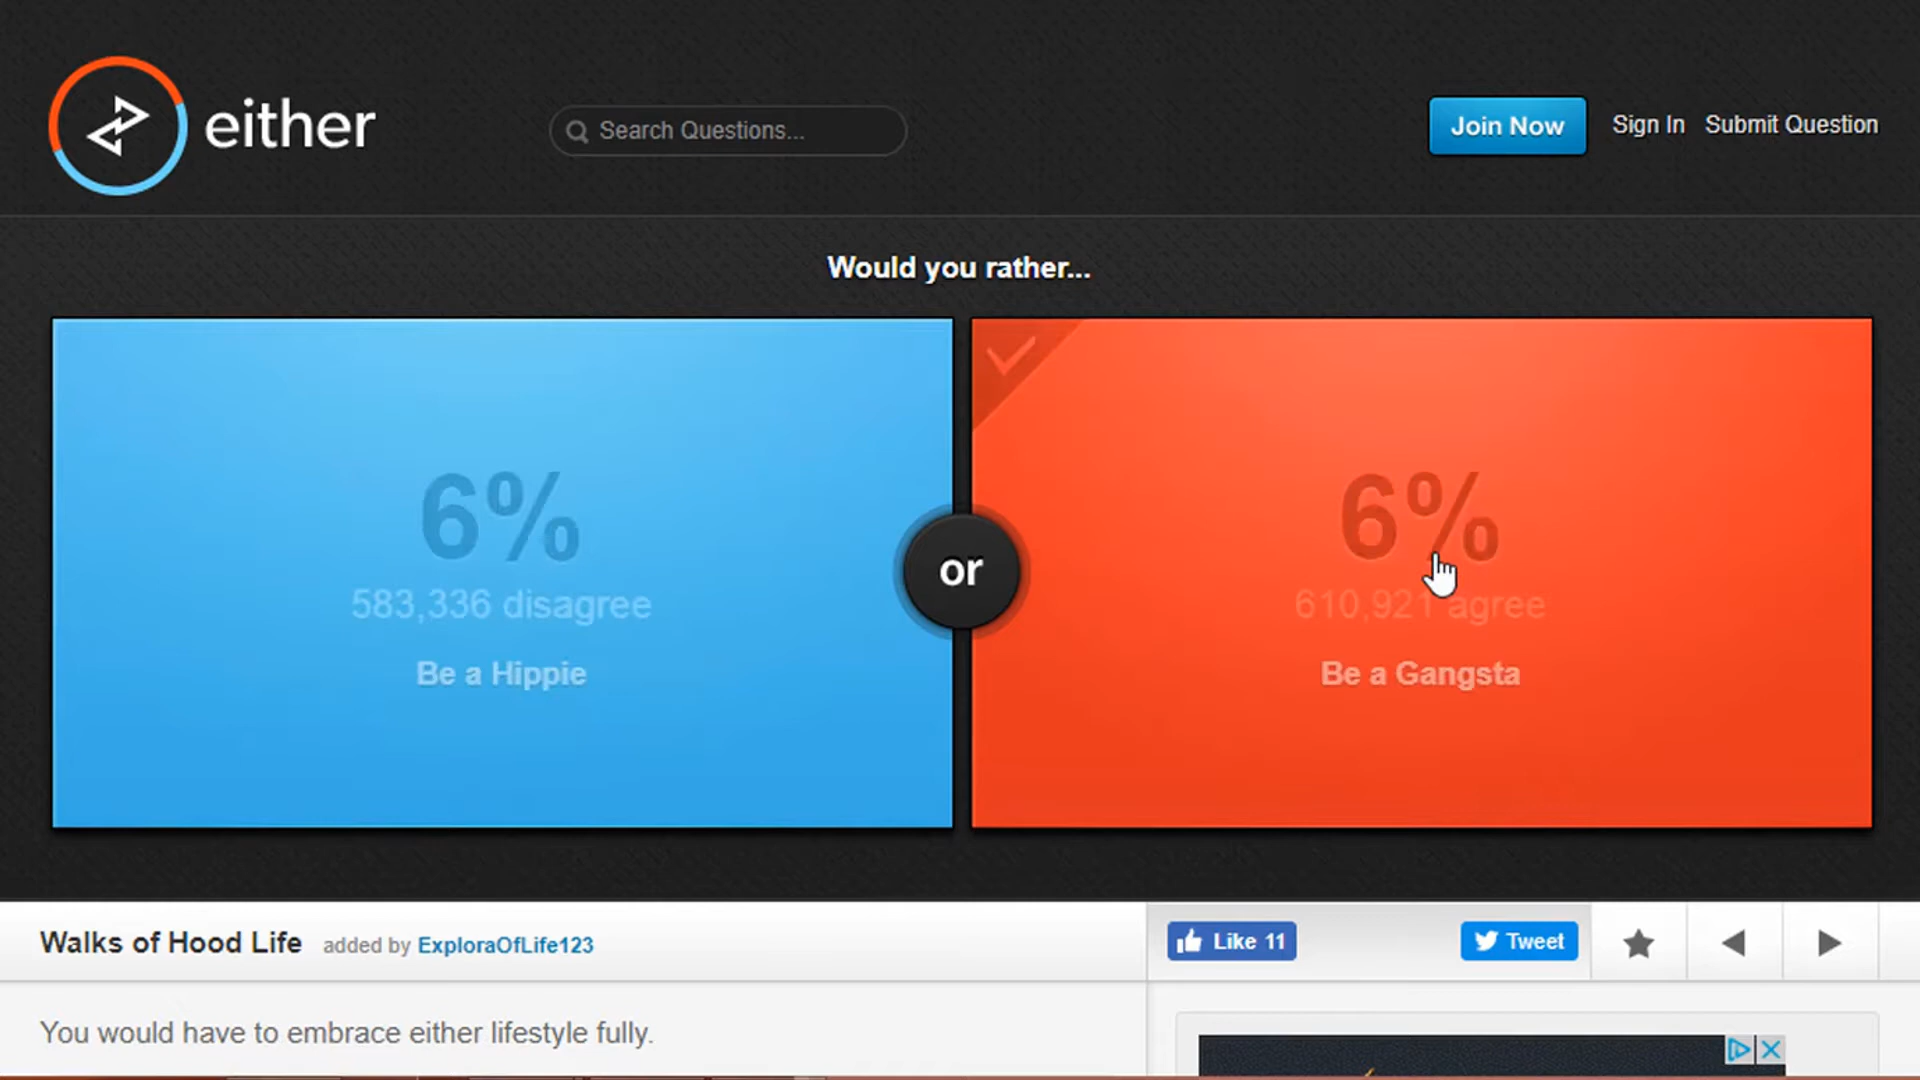 either
Search Questions...
Join Now
Sign In
Submit Question
Would you rather...
6%
583,336 disagree
Be a Hippie
or
6%
610,921 agree
Be a Gangsta
Walks of Hood Life added by ExploraOfLife123
Like 11
Tweet
You would have to embrace either lifestyle fully.